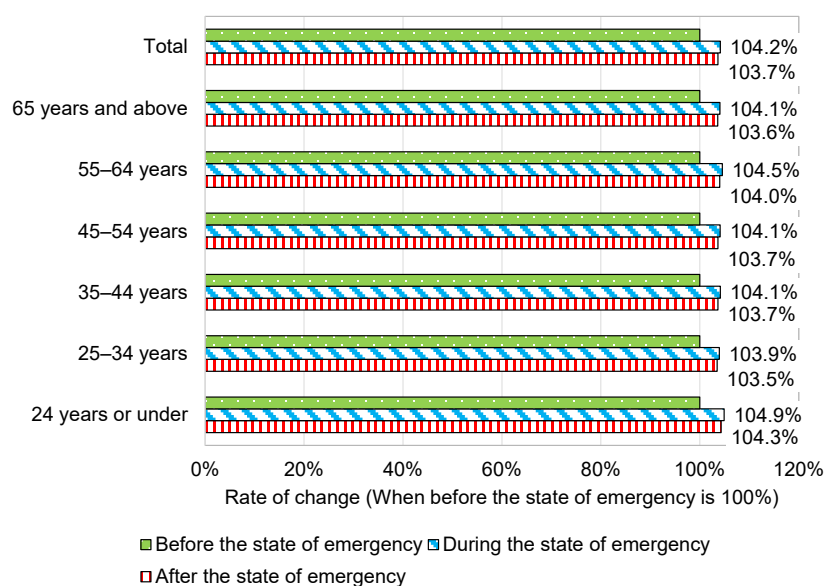 Total
104.2%
103.7%
65 years and above
104.1%
103.6%
55–64 years
104.5%
104.0%
45–54 years
104.1%
103.7%
35–44 years
104.1%
103.7%
25–34 years
103.9%
103.5%
24 years or under
104.9%
104.3%
0% 20% 40% 60% 80% 100% 120%
Rate of change (When before the state of emergency is 100%)
Before the state of emergency During the state of emergency
After the state of emergency